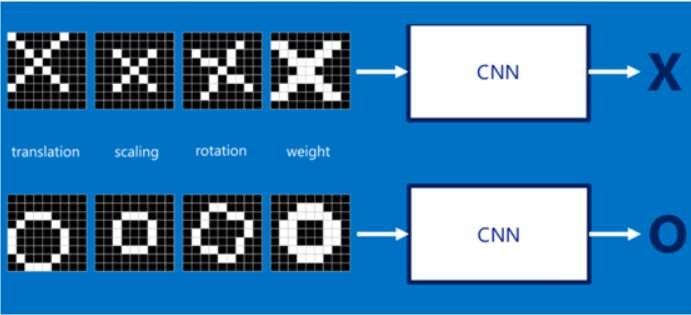 CNN
X
translation scaling rotation weight
CNN
O